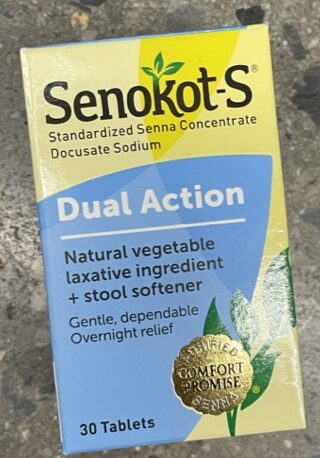 Senokot-S®
Standardized Senna Concentrate
Docusate Sodium
Dual Action
Natural vegetable
laxative ingredient
+ stool softener
Gentle, dependable
Overnight relief
PURIFIED
COMFORT
PROMISE
SENNA
®
30 Tablets